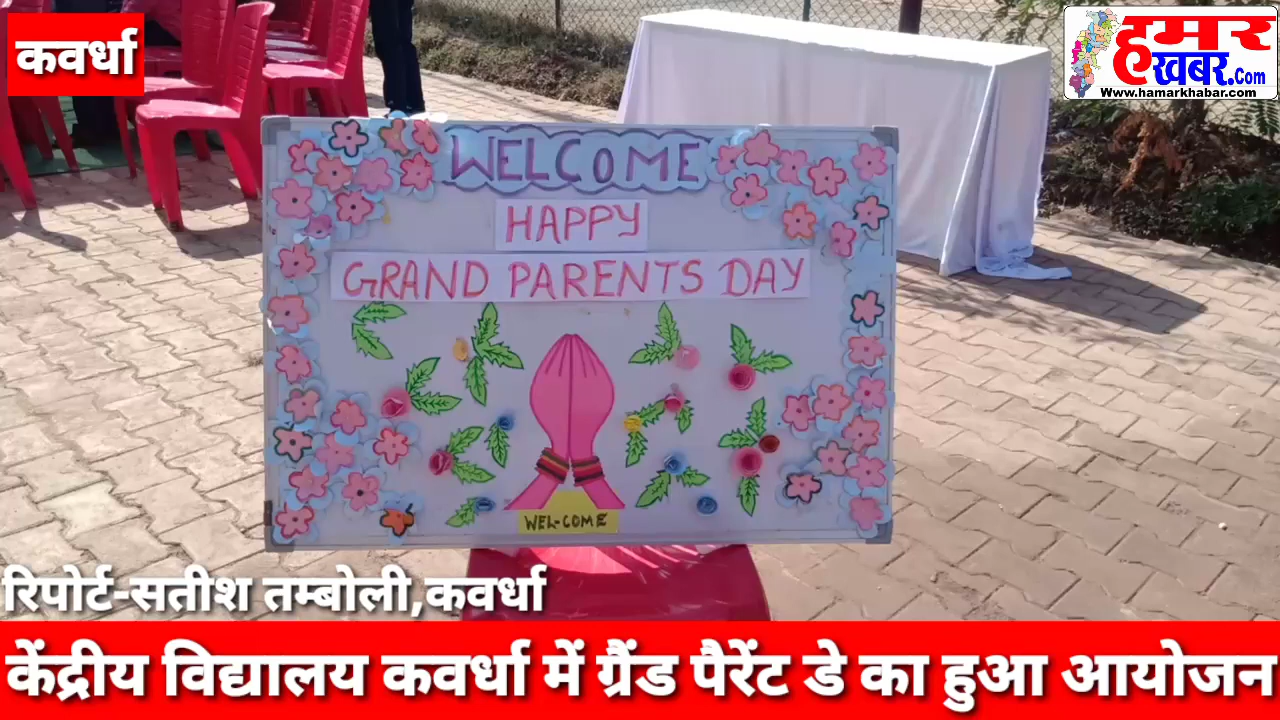 कवर्धा
हमर
खबर.Com
Www.hamarkhabar.com
WELCOME
HAPPY
GRAND PARENTS DAY
WEL-COME
रिपोर्ट-सतीश तम्बोली,कवर्धा
केंद्रीय विद्यालय कवर्धा में ग्रैंड पैरेंट डे का हुआ आयोजन